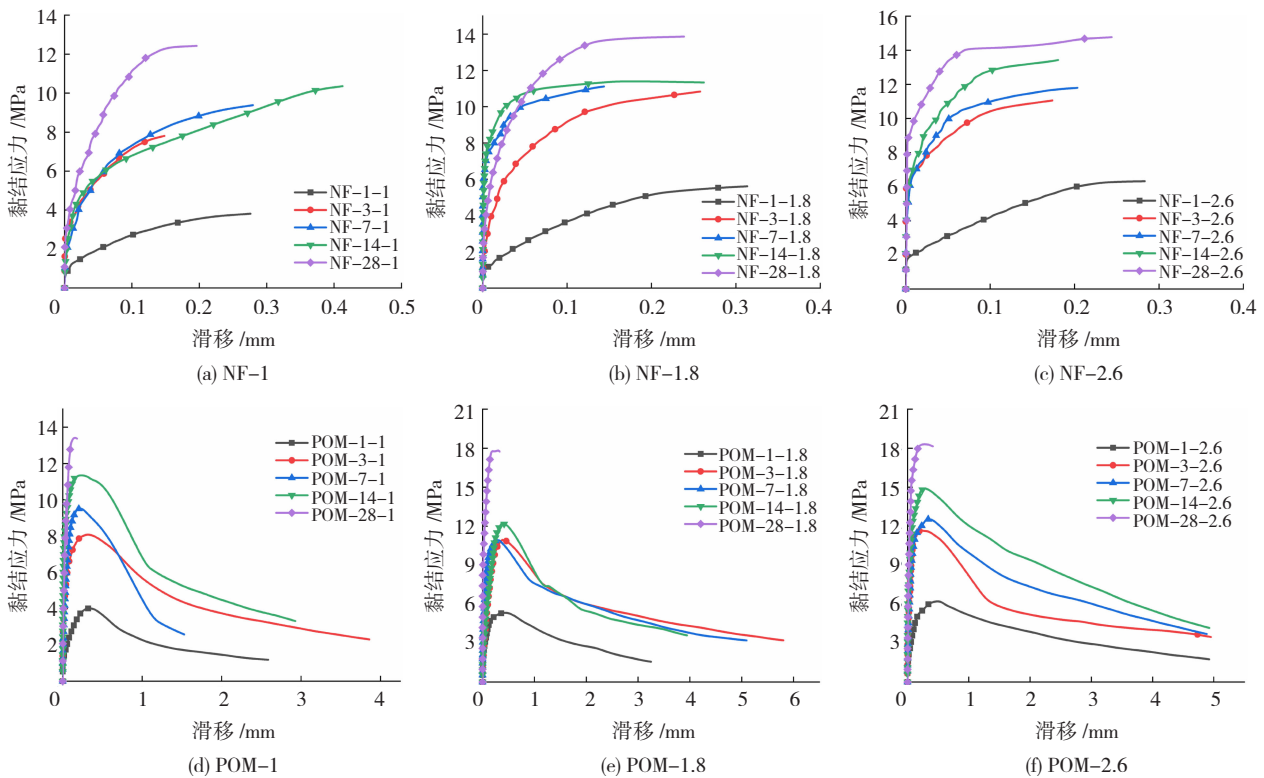 14
12
10
8
6
4
2
0
0.1
0.2
0.3
0.4
0.5
黏结应力 /MPa
滑移 /mm
NF-1-1
NF-3-1
NF-7-1
NF-14-1
NF-28-1
(a) NF-1
14
12
10
8
6
4
2
0
0.1
0.2
0.3
0.4
黏结应力 /MPa
滑移 /mm
NF-1-1.8
NF-3-1.8
NF-7-1.8
NF-14-1.8
NF-28-1.8
(b) NF-1.8
16
14
12
10
8
6
4
2
0
0.1
0.2
0.3
0.4
黏结应力 /MPa
滑移 /mm
NF-1-2.6
NF-3-2.6
NF-7-2.6
NF-14-2.6
NF-28-2.6
(c) NF-2.6
14
12
10
8
6
4
2
0
1
2
3
4
黏结应力 /MPa
滑移 /mm
POM-1-1
POM-3-1
POM-7-1
POM-14-1
POM-28-1
(d) POM-1
21
18
15
12
9
6
3
0
1
2
3
4
5
6
黏结应力 /MPa
滑移 /mm
POM-1-1.8
POM-3-1.8
POM-7-1.8
POM-14-1.8
POM-28-1.8
(e) POM-1.8
21
18
15
12
9
6
3
0
1
2
3
4
5
黏结应力 /MPa
滑移 /mm
POM-1-2.6
POM-3-2.6
POM-7-2.6
POM-14-2.6
POM-28-2.6
(f) POM-2.6